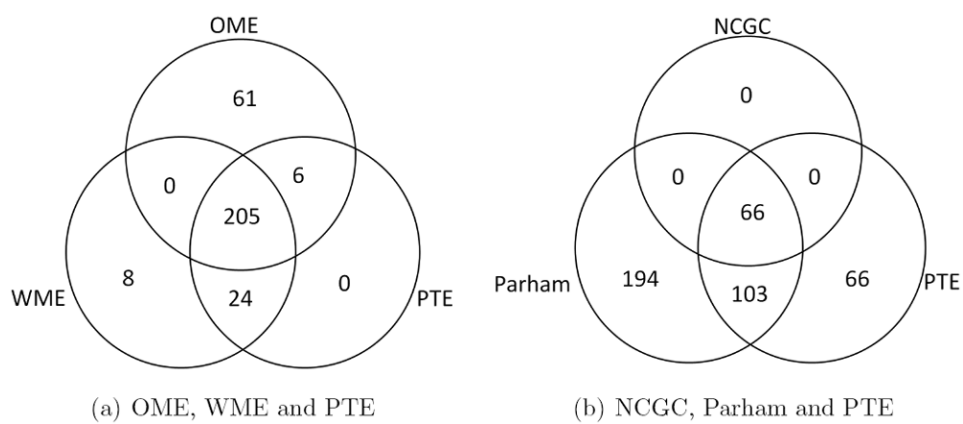 OME
NCGC
61
0
0
6
0
0
205
66
WME
8
24
0
PTE
Parham
194
103
66
PTE
(a) OME, WME and PTE
(b) NCGC, Parham and PTE